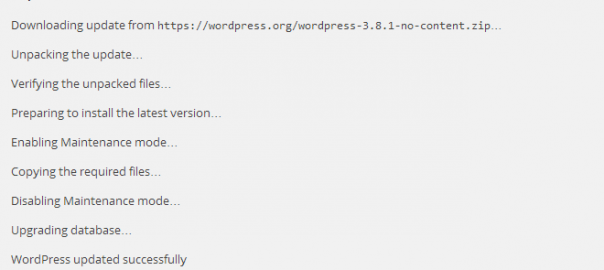 Downloading update from https://wordpress.org/wordpress-3.8.1-no-content.zip…
Unpacking the update…
Verifying the unpacked files…
Preparing to install the latest version…
Enabling Maintenance mode…
Copying the required files…
Disabling Maintenance mode…
Upgrading database…
WordPress updated successfully